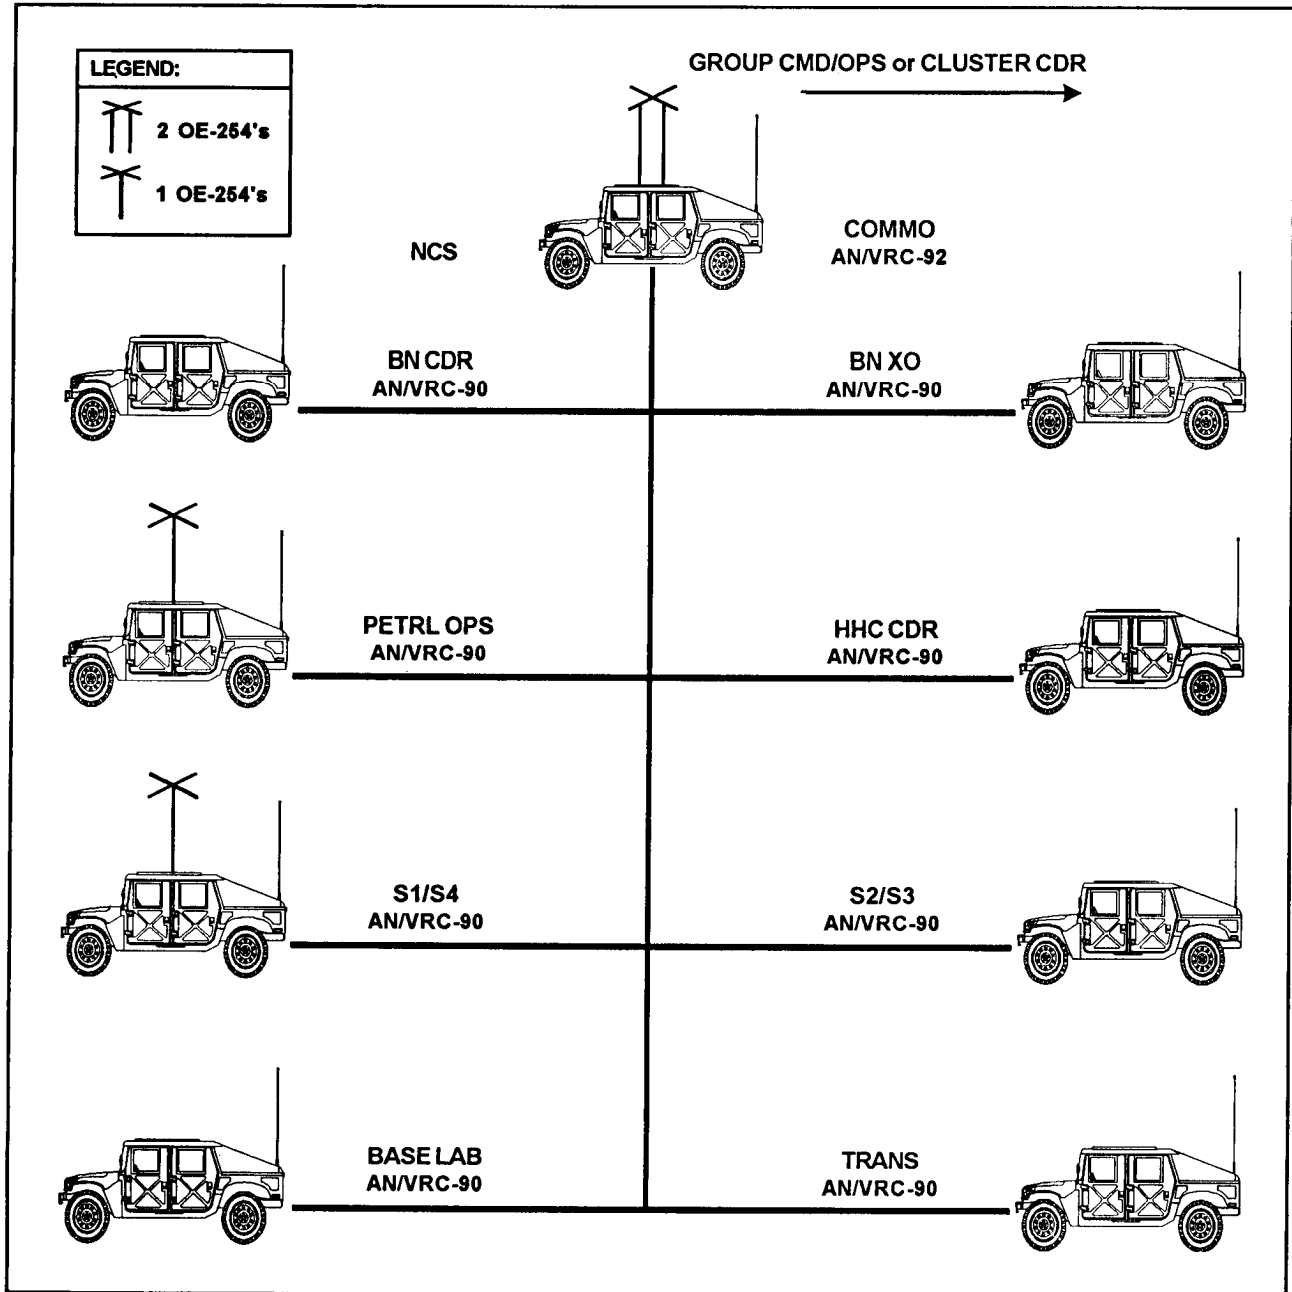 LEGEND:
2 OE-254's
1 OE-254's
GROUP CMD/OPS or CLUSTER CDR
NCS
COMMO
AN/VRC-92
BN CDR
AN/VRC-90
BN XO
AN/VRC-90
PETRL OPS
AN/VRC-90
HHC CDR
AN/VRC-90
S1/S4
AN/VRC-90
S2/S3
AN/VRC-90
BASE LAB
AN/VRC-90
TRANS
AN/VRC-90